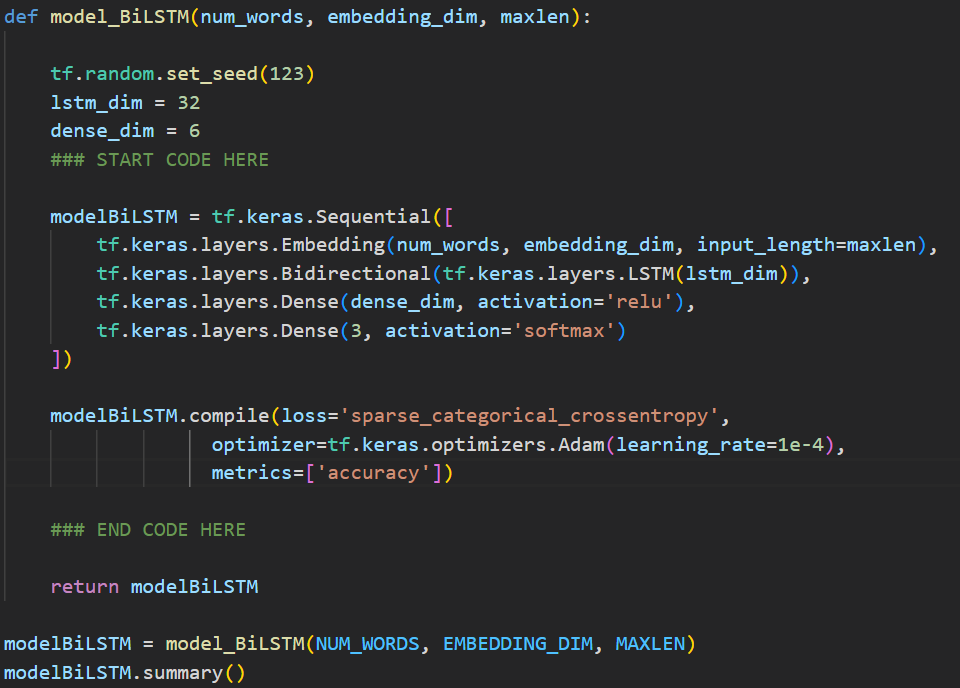 def model_BiLSTM(num_words, embedding_dim, maxlen):
    tf.random.set_seed(123)
    lstm_dim = 32
    dense_dim = 6
    ### START CODE HERE
    modelBiLSTM = tf.keras.Sequential([
        tf.keras.layers.Embedding(num_words, embedding_dim, input_length=maxlen),
        tf.keras.layers.Bidirectional(tf.keras.layers.LSTM(lstm_dim)),
        tf.keras.layers.Dense(dense_dim, activation='relu'),
        tf.keras.layers.Dense(3, activation='softmax')
    ])
    modelBiLSTM.compile(loss='sparse_categorical_crossentropy',
                  optimizer=tf.keras.optimizers.Adam(learning_rate=1e-4),
                  metrics=['accuracy'])
    ### END CODE HERE
    return modelBiLSTM
modelBiLSTM = model_BiLSTM(NUM_WORDS, EMBEDDING_DIM, MAXLEN)
modelBiLSTM.summary()